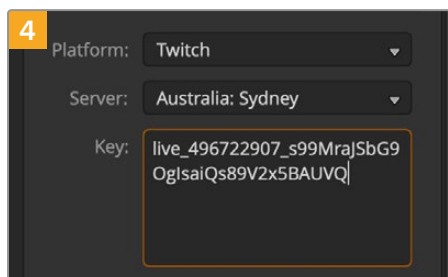 4
Platform: Twitch
Server: Australia: Sydney
Key: live_496722907_s99MraJSbG9
OgIsaiQs89V2x5BAUVQ